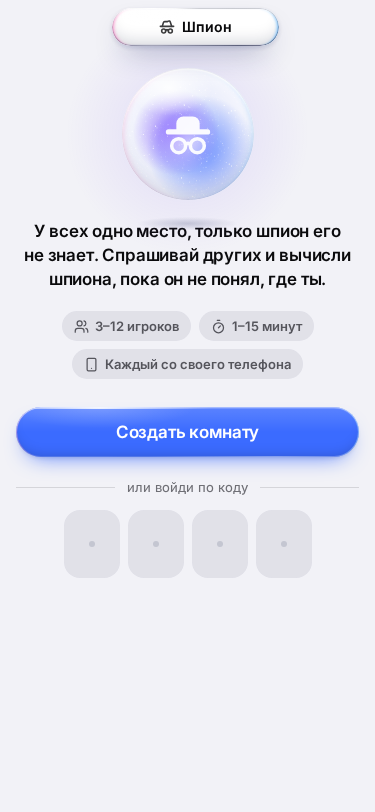 Шпион
У всех одно место, только шпион его
не знает. Спрашивай других и вычисли
шпиона, пока он не понял, где ты.
3–12 игроков
1–15 минут
Каждый со своего телефона
Создать комнату
или войди по коду